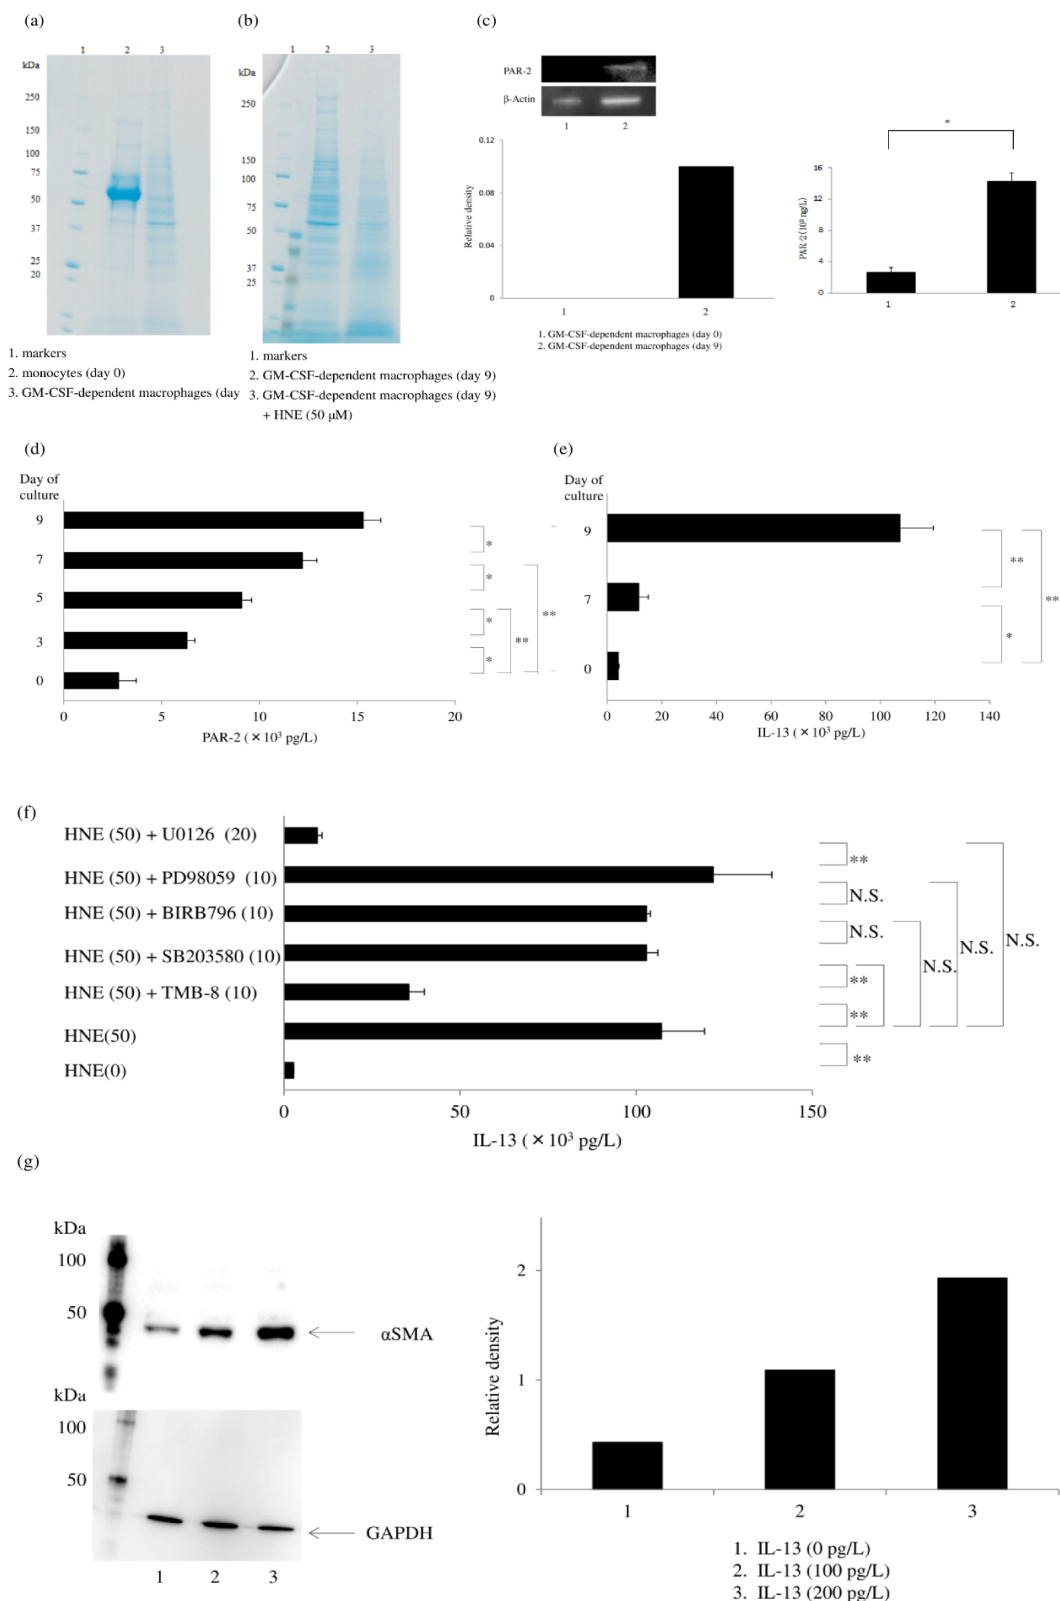 (a)
1 2 3
kDa
250
150
100
75
50
37
25
20
1. markers
2. monocytes (day 0)
3. GM-CSF-dependent macrophages (day
(b)
1 2 3
kDa
250
150
100
75
50
37
25
1. markers
2. GM-CSF-dependent macrophages (day 9)
3. GM-CSF-dependent macrophages (day 9)
+ HNE (50 μM)
(c)
PAR-2
β-Actin
1 2
0.12
0.08
0.04
0
Relative density
1 2
1. GM-CSF-dependent macrophages (day 0)
2. GM-CSF-dependent macrophages (day 9)
*
16
12
8
4
0
PAR-2 (10² ng/L)
1 2
(d)
Day of
culture
9
7
5
3
0
* * * * ** **
0 5 10 15 20
PAR-2 (×10³ pg/L)
(e)
Day of
culture
9
7
0
** * **
0 20 40 60 80 100 120 140
IL-13 (×10³ pg/L)
(f)
HNE (50) + U0126 (20)
HNE (50) + PD98059 (10)
HNE (50) + BIRB796 (10)
HNE (50) + SB203580 (10)
HNE (50) + TMB-8 (10)
HNE(50)
HNE(0)
**
N.S.
N.S.
**
**
**
N.S.
N.S.
N.S.
0 50 100 150
IL-13 (×10³ pg/L)
(g)
kDa
100
50
αSMA
kDa
100
50
GAPDH
1 2 3
2
1
0
Relative density
1 2 3
1. IL-13 (0 pg/L)
2. IL-13 (100 pg/L)
3. IL-13 (200 pg/L)